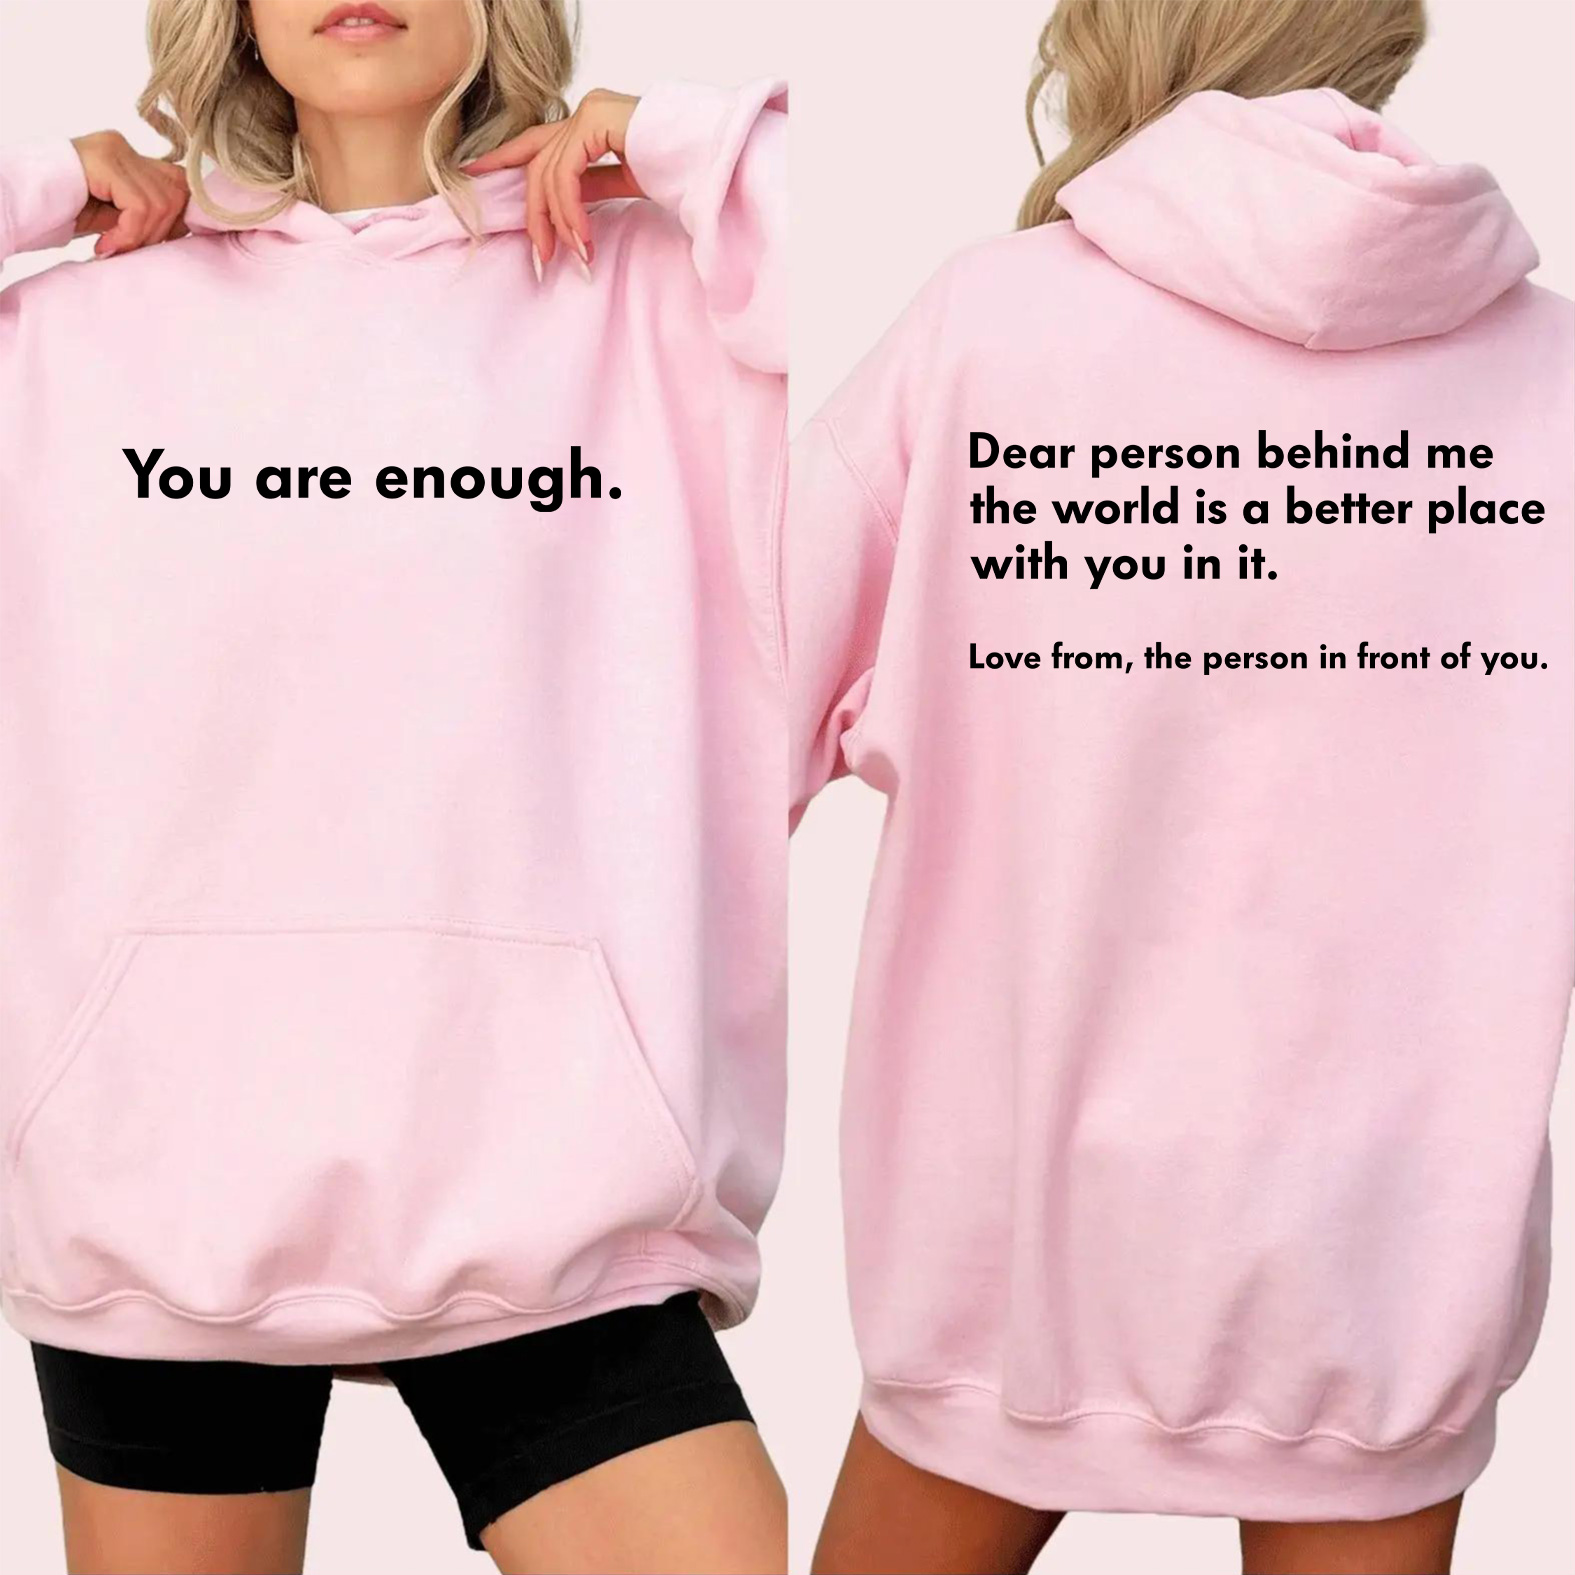 You are enough.
Dear person behind me
the world is a better place
with you in it.
Love from, the person in front of you.